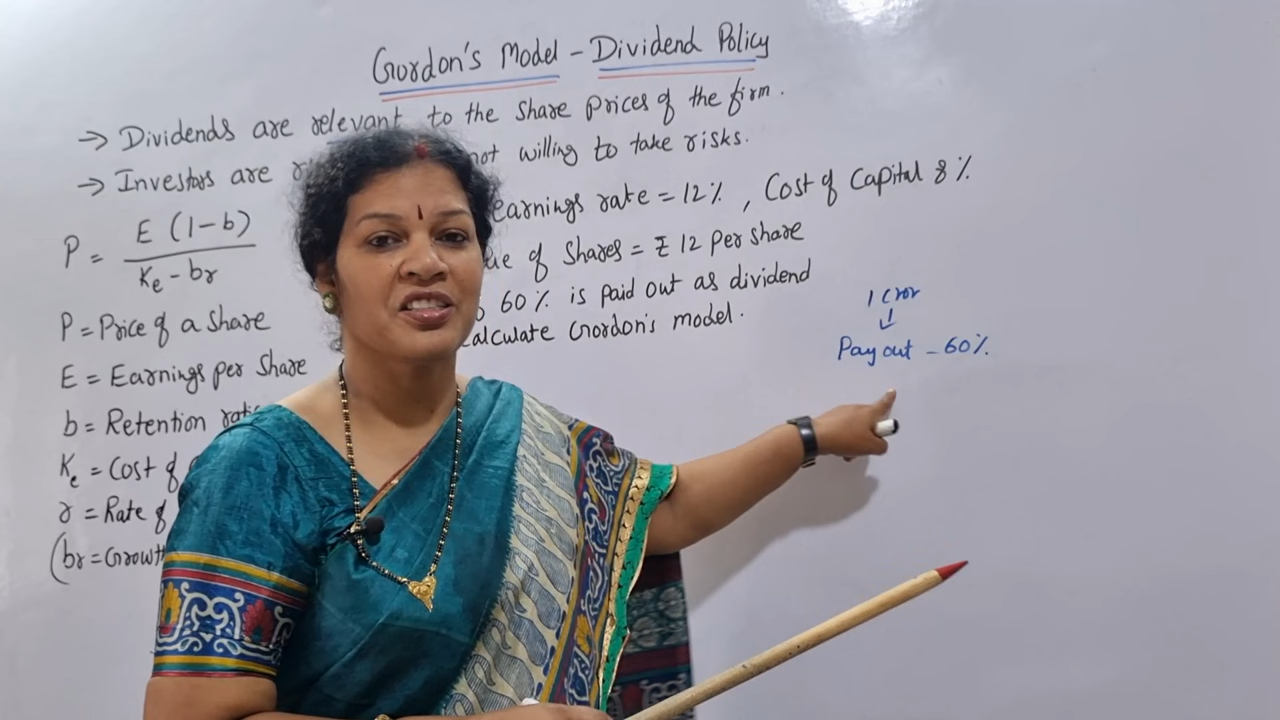 Gordon's Model - Dividend Policy
→ Dividends are relevant to the share prices of the firm.
→ Investors are not willing to take risks.
earnings rate = 12%, Cost of Capital 8%
P = E (1-b) / Ke - br
of Shares = ₹ 12 per share
60% is paid out as dividend
Calculate Gordon's model.
P = Price of a Share
E = Earnings per Share
b = Retention
Ke = Cost of
r = Rate of
(br = Growth
1 Cror
↓
Pay out - 60%